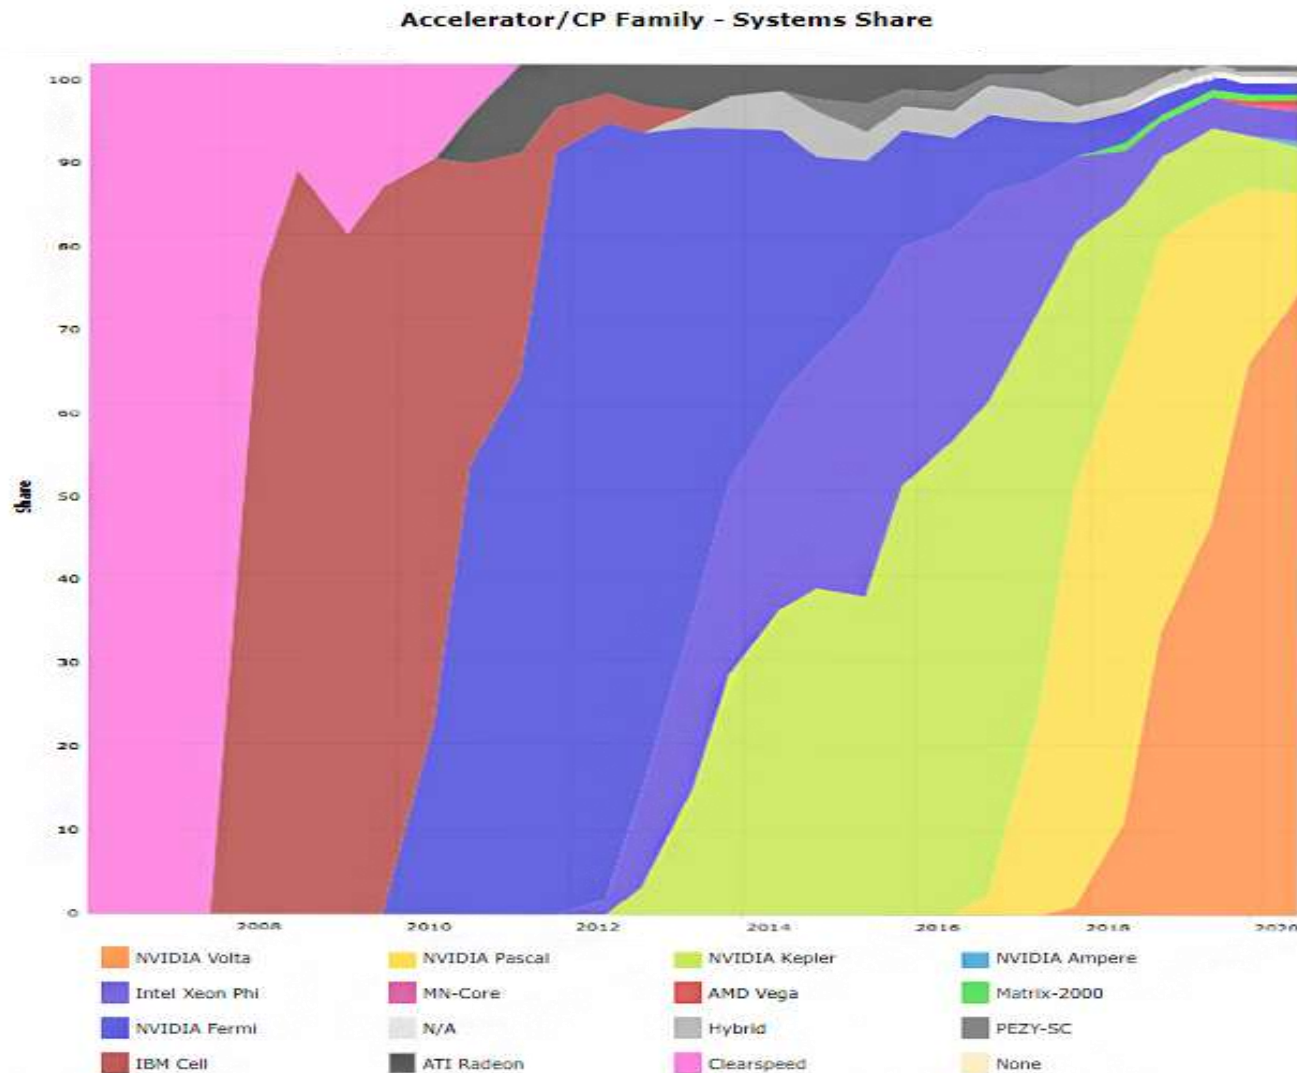 Accelerator/CP Family - Systems Share
100
90
80
70
60
50
40
30
20
10
0
Share
2008 2010 2012 2014 2016 2018 2020
NVIDIA Volta NVIDIA Pascal NVIDIA Kepler NVIDIA Ampere
Intel Xeon Phi MN-Core AMD Vega Matrix-2000
NVIDIA Fermi N/A Hybrid PEZY-SC
IBM Cell ATI Radeon Clearspeed None